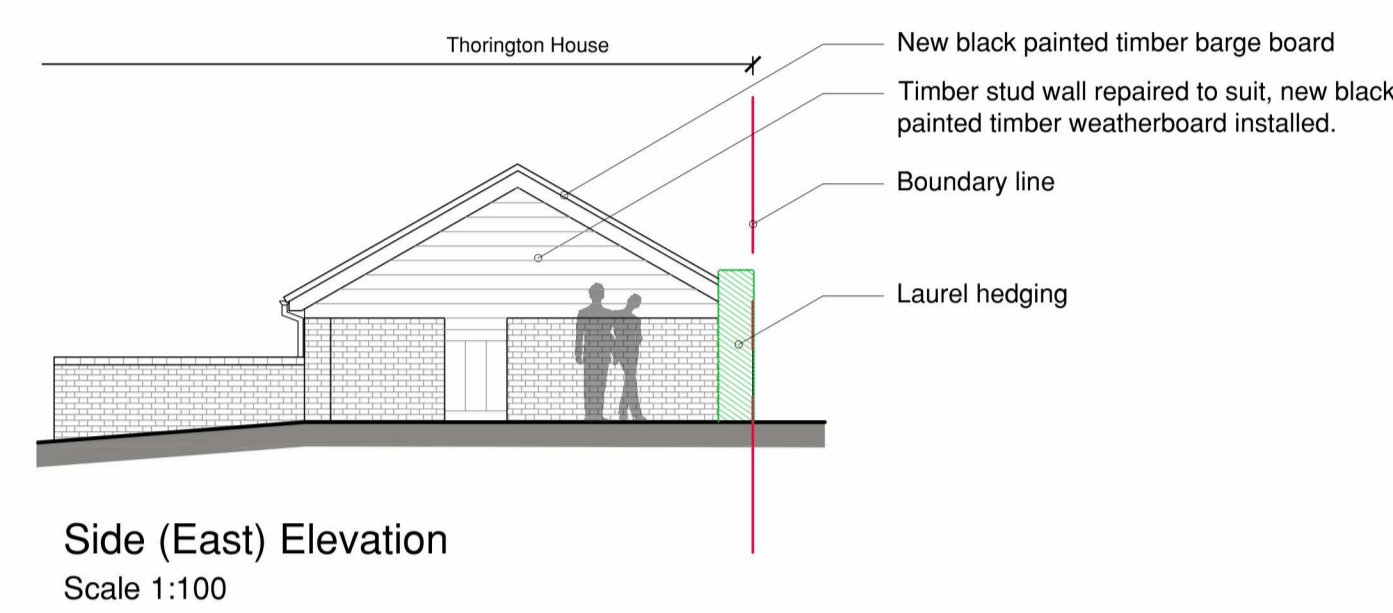 Thorington House
New black painted timber barge board
Timber stud wall repaired to suit, new black
painted timber weatherboard installed.
Boundary line
Laurel hedging
Side (East) Elevation
Scale 1:100